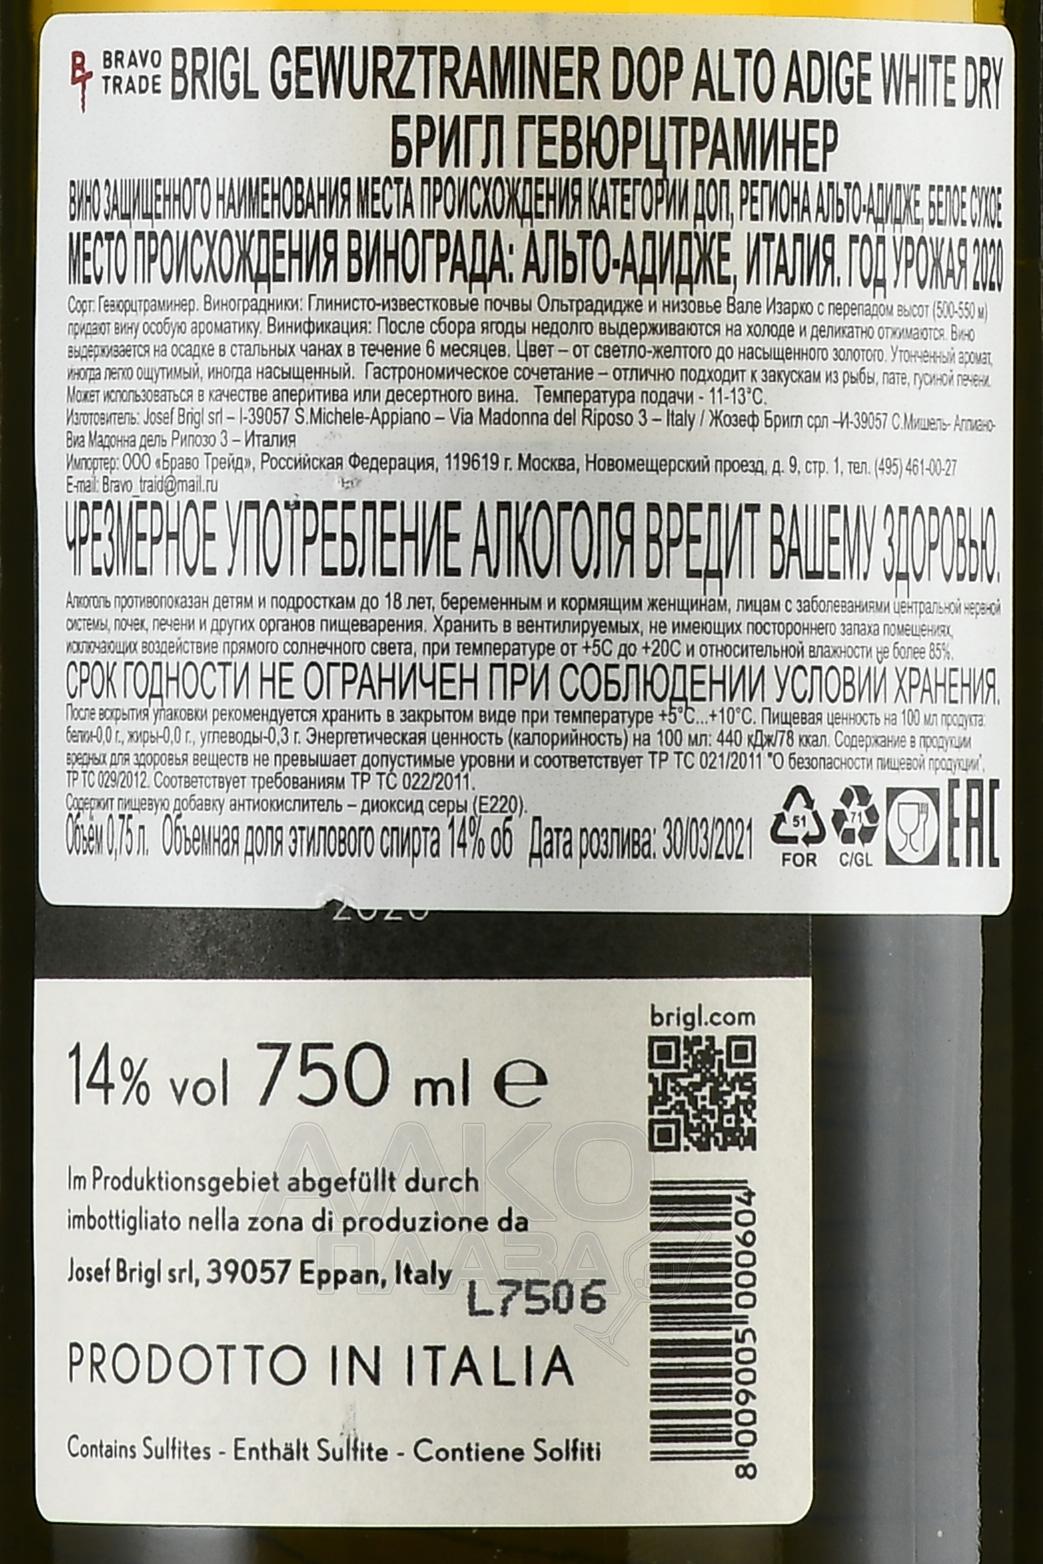 BRAVO TRADE BRIGL GEWURZTRAMINER DOP ALTO ADIGE WHITE DRY
БРИГЛ ГЕВЮРЦТРАМИНЕР
ВИНО ЗАЩИЩЕННОГО НАИМЕНОВАНИЯ МЕСТА ПРОИСХОЖДЕНИЯ КАТЕГОРИИ ДОП, РЕГИОНА АЛЬТО-АДИДЖЕ, БЕЛОЕ СУХОЕ
МЕСТО ПРОИСХОЖДЕНИЯ ВИНОГРАДА: АЛЬТО-АДИДЖЕ, ИТАЛИЯ. ГОД УРОЖАЯ 2020
Сорт: Гевюрцтраминер. Виноградники: Глинисто-известковые почвы Ольтрадидже и низовье Вале Изарко с перепадом высот (500-550 м)
придают вину особую ароматику. Винификация: После сбора ягоды недолго выдерживаются на холоде и деликатно отжимаются. Вино
выдерживается на осадке в стальных чанах в течение 6 месяцев. Цвет – от светло-желтого до насыщенного золотого. Утонченный аромат,
иногда легко ощутимый, иногда насыщенный. Гастрономическое сочетание – отлично подходит к закускам из рыбы, пате, гусиной печени.
Может использоваться в качестве аперитива или десертного вина. Температура подачи - 11-13°С.
Изготовитель: Josef Brigl srl – I-39057 S.Michele-Appiano – Via Madonna del Riposo 3 – Italy / Жозеф Бригл срл –И-39057 С.Мишель- Аппиано-
Виа Мадонна дель Рипозо 3 – Италия
Импортер: ООО «Браво Трейд», Российская Федерация, 119619 г. Москва, Новомещерский проезд, д. 9, стр. 1, тел. (495) 461-00-27
E-mail: Bravo_traid@mail.ru
ЧРЕЗМЕРНОЕ УПОТРЕБЛЕНИЕ АЛКОГОЛЯ ВРЕДИТ ВАШЕМУ ЗДОРОВЬЮ.
Алкоголь противопоказан детям и подросткам до 18 лет, беременным и кормящим женщинам, лицам с заболеваниями центральной нервной
системы, почек, печени и других органов пищеварения. Хранить в вентилируемых, не имеющих постороннего запаха помещениях,
исключающих воздействие прямого солнечного света, при температуре от +5С до +20С и относительной влажности не более 85%.
СРОК ГОДНОСТИ НЕ ОГРАНИЧЕН ПРИ СОБЛЮДЕНИИ УСЛОВИЙ ХРАНЕНИЯ.
После вскрытия упаковки рекомендуется хранить в закрытом виде при температуре +5°С...+10°С. Пищевая ценность на 100 мл продукта:
белки-0,0 г., жиры-0,0 г., углеводы-0,3 г. Энергетическая ценность (калорийность) на 100 мл: 440 кДж/78 ккал. Содержание в продукции
вредных для здоровья веществ не превышает допустимые уровни и соответствует ТР ТС 021/2011 "О безопасности пищевой продукции",
ТР ТС 029/2012. Соответствует требованиям ТР ТС 022/2011.
Содержит пищевую добавку антиокислитель – диоксид серы (Е220).
Объём 0,75 л. Объемная доля этилового спирта 14% об Дата розлива: 30/03/2021
51 FOR 71 C/GL EAC
2020
14% vol 750 ml e
brigl.com
Im Produktionsgebiet abgefüllt durch
imbottigliato nella zona di produzione da
Josef Brigl srl, 39057 Eppan, Italy
L7506
PRODOTTO IN ITALIA
Contains Sulfites - Enthält Sulfite - Contiene Solfiti
8 009005 000604
АЛКО
ПЛАЗА